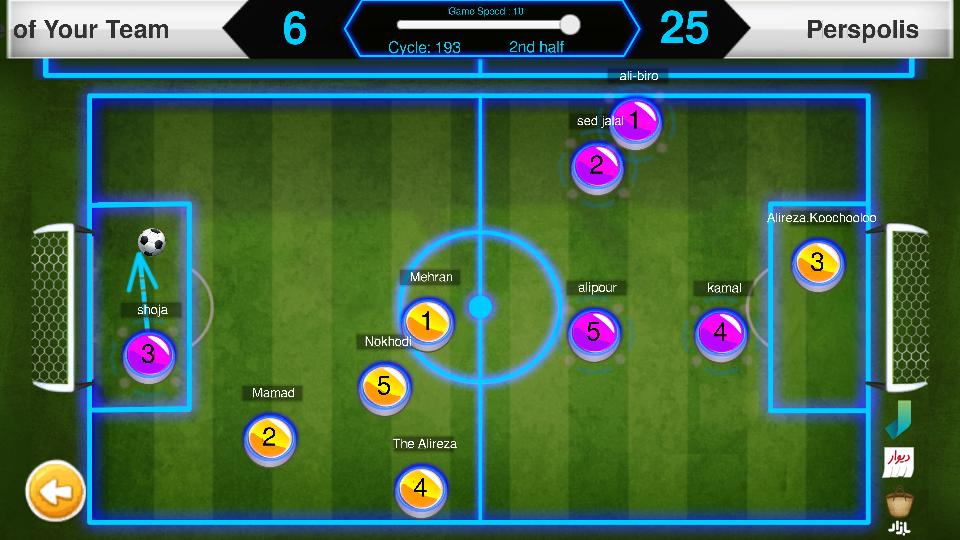 of Your Team
6
Game Speed : 10
Cycle: 193
2nd half
25
Perspolis
ali-biro
1
sed jalal
2
Alireza.Koochooloo
3
Mehran
1
alipour
5
kamal
4
shoja
3
Nokhodi
5
Mamad
2
The Alireza
4
دیوار
بازار